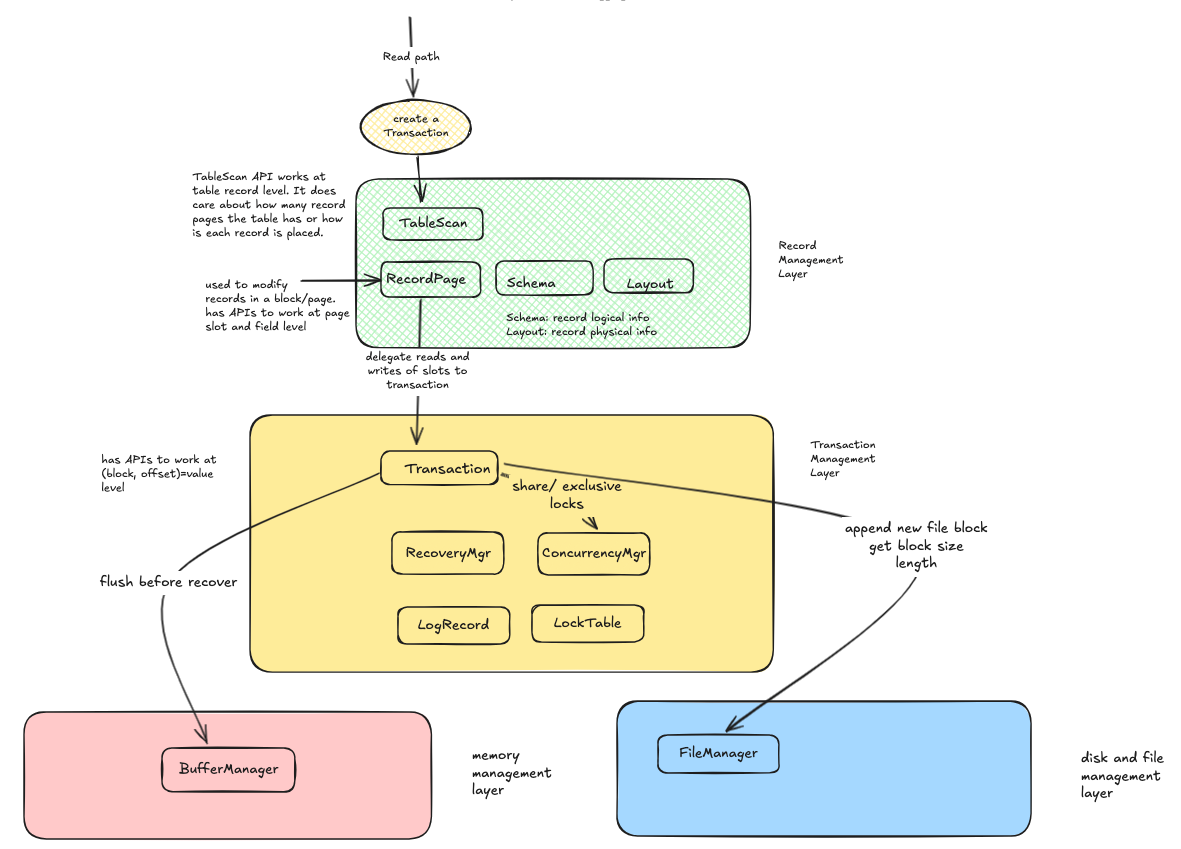 Read path
create a
Transaction
TableScan API works at
table record level. It does
care about how many record
pages the table has or how
is each record is placed.
TableScan
Record
Management
Layer
used to modify
records in a block/page.
has APIs to work at page
slot and field level
RecordPage
Schema
Layout
Schema: record logical info
Layout: record physical info
delegate reads and
writes of slots to
transaction
has APIs to work at
(block, offset)=value
level
Transaction
Transaction
Management
Layer
share/ exclusive
locks
append new file block
get block size
length
RecoveryMgr
ConcurrencyMgr
flush before recover
LogRecord
LockTable
BufferManager
memory
management
layer
FileManager
disk and file
management
layer